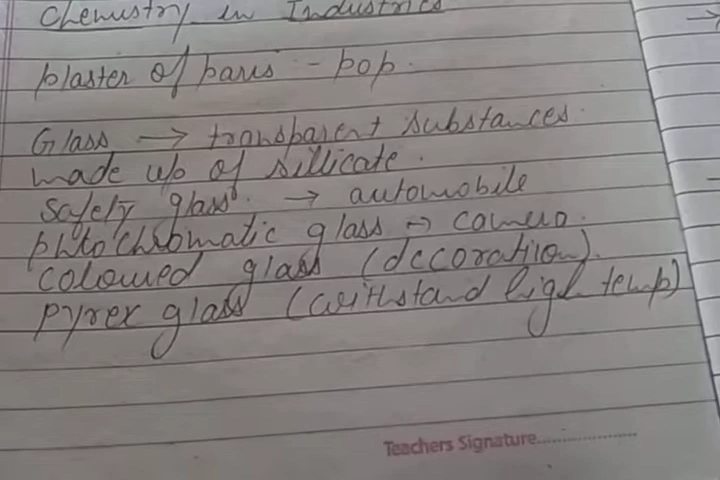 Chemistry in Industries
plaster of paris - pop.
Glass → transparent substances.
made up of sillicate.
Safety glass → automobile
photochromatic glass → camera.
coloured glass (decoration).
pyrex glass (withstand high temp)
Teachers Signature....................